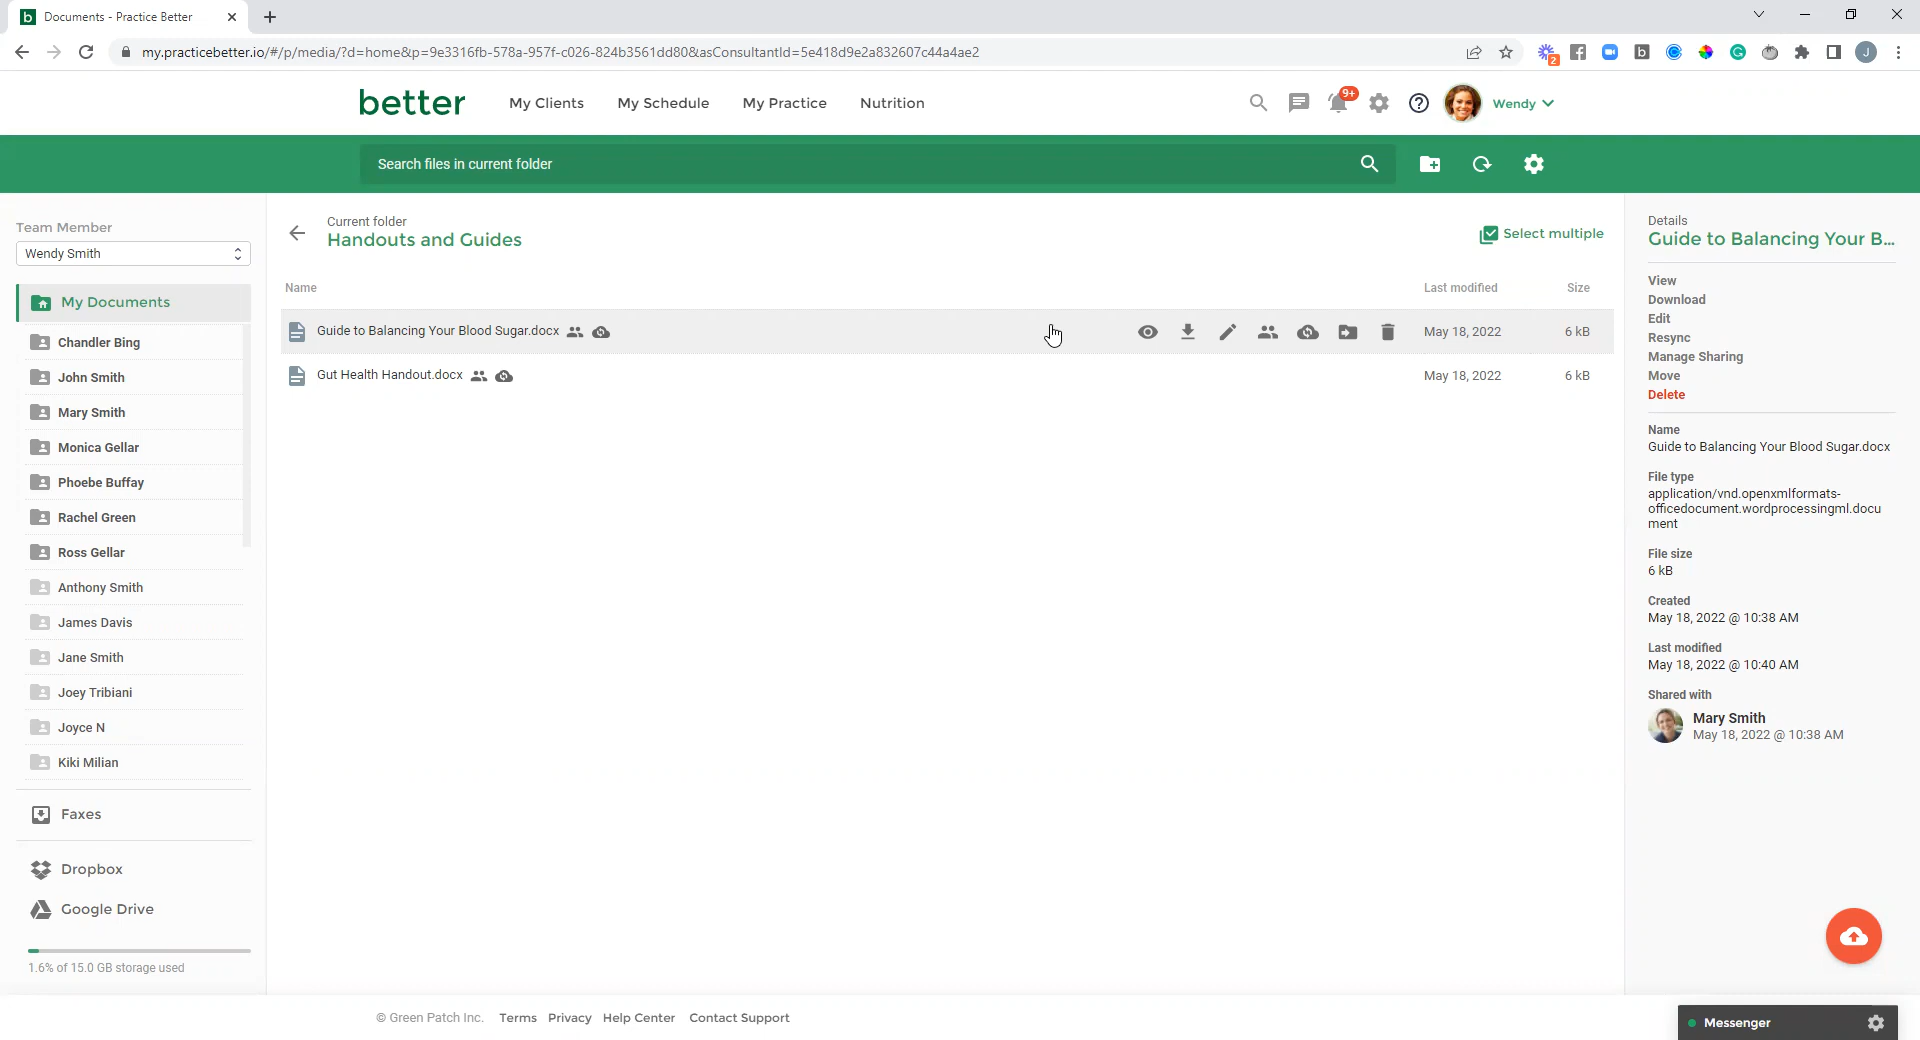 Documents - Practice Better
my.practicebetter.io/#/p/media/?d=home&p=9e3316fb-578a-957f-c026-824b3561dd80&asConsultantId=5e418d9e2a832607c44a4ae2
2
J
better
My Clients
My Schedule
My Practice
Nutrition
9+
Wendy
Search files in current folder
Team Member
Wendy Smith
My Documents
Chandler Bing
John Smith
Mary Smith
Monica Gellar
Phoebe Buffay
Rachel Green
Ross Gellar
Anthony Smith
James Davis
Jane Smith
Joey Tribiani
Joyce N
Kiki Milian
Faxes
Dropbox
Google Drive
1.6% of 15.0 GB storage used
Current folder
Handouts and Guides
Select multiple
Name Last modified Size
Guide to Balancing Your Blood Sugar.docx May 18, 2022 6 kB
Gut Health Handout.docx May 18, 2022 6 kB
Details
Guide to Balancing Your B...
View
Download
Edit
Resync
Manage Sharing
Move
Delete
Name
Guide to Balancing Your Blood Sugar.docx
File type
application/vnd.openxmlformats-
officedocument.wordprocessingml.docu
ment
File size
6 kB
Created
May 18, 2022 @ 10:38 AM
Last modified
May 18, 2022 @ 10:40 AM
Shared with
Mary Smith
May 18, 2022 @ 10:38 AM
© Green Patch Inc. Terms Privacy Help Center Contact Support
Messenger